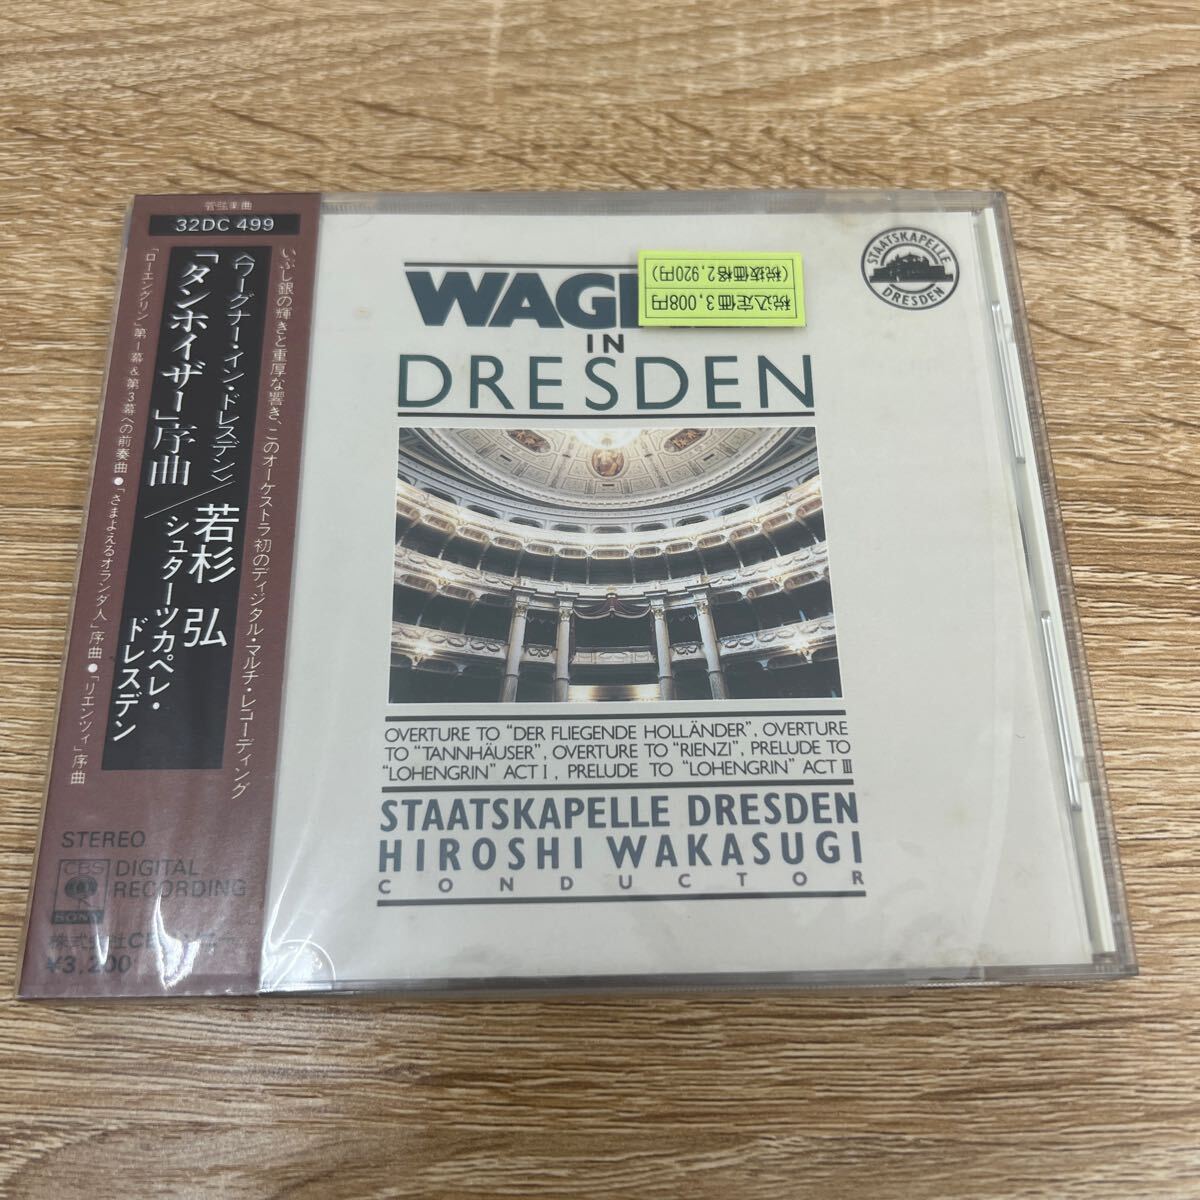 管弦楽曲
32DC 499
いぶし銀の輝きと重厚な響き、このオーケストラ初のディジタル・マルチ・レコーディング
〈ワーグナー・イン・ドレスデン〉
「タンホイザー」序曲／
若杉 弘
シュターツカペレ・
ドレスデン
「ローエングリン」第1幕&第3幕への前奏曲●「さまよえるオランダ人」序曲●「リエンツィ」序曲
STEREO
CBS
SONY
DIGITAL
RECORDING
株式会社CBS
¥3,200
WAG
IN
DRESDEN
税込定価3,008円
(税抜価格2,920円)
STAATSKAPELLE
DRESDEN
OVERTURE TO "DER FLIEGENDE HOLLÄNDER", OVERTURE
TO "TANNHÄUSER", OVERTURE TO "RIENZI", PRELUDE TO
"LOHENGRIN" ACT I, PRELUDE TO "LOHENGRIN" ACT III
STAATSKAPELLE DRESDEN
HIROSHI WAKASUGI
CONDUCTOR